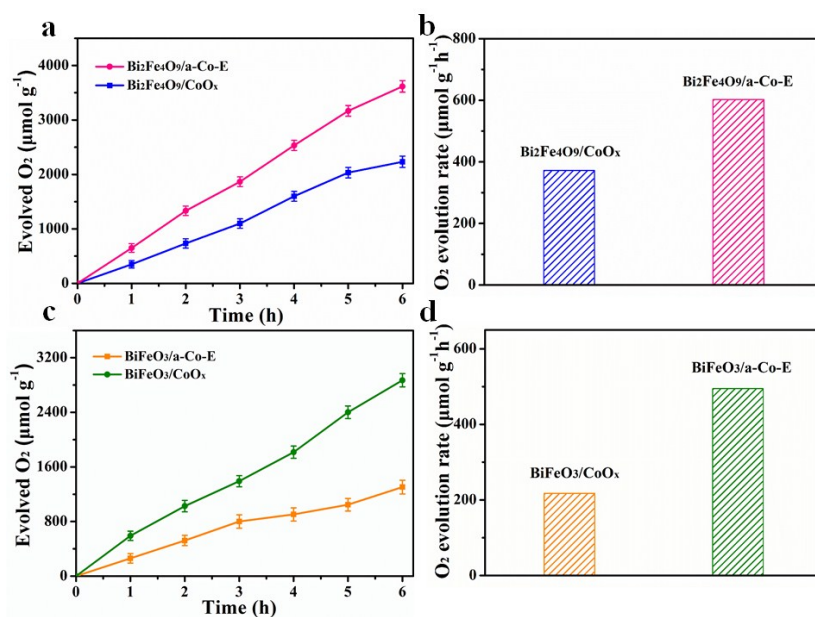 a
Evolved O₂ (μmol g⁻¹)
4000
3000
2000
1000
0
Bi₂Fe₄O₉/a-Co-E
Bi₂Fe₄O₉/CoOₓ
0 1 2 3 4 5 6
Time (h)
b
O₂ evolution rate (μmol g⁻¹h⁻¹)
800
600
400
200
0
Bi₂Fe₄O₉/CoOₓ
Bi₂Fe₄O₉/a-Co-E
c
Evolved O₂ (μmol g⁻¹)
3200
2400
1600
800
0
BiFeO₃/a-Co-E
BiFeO₃/CoOₓ
0 1 2 3 4 5 6
Time (h)
d
O₂ evolution rate (μmol g⁻¹h⁻¹)
600
400
200
0
BiFeO₃/CoOₓ
BiFeO₃/a-Co-E